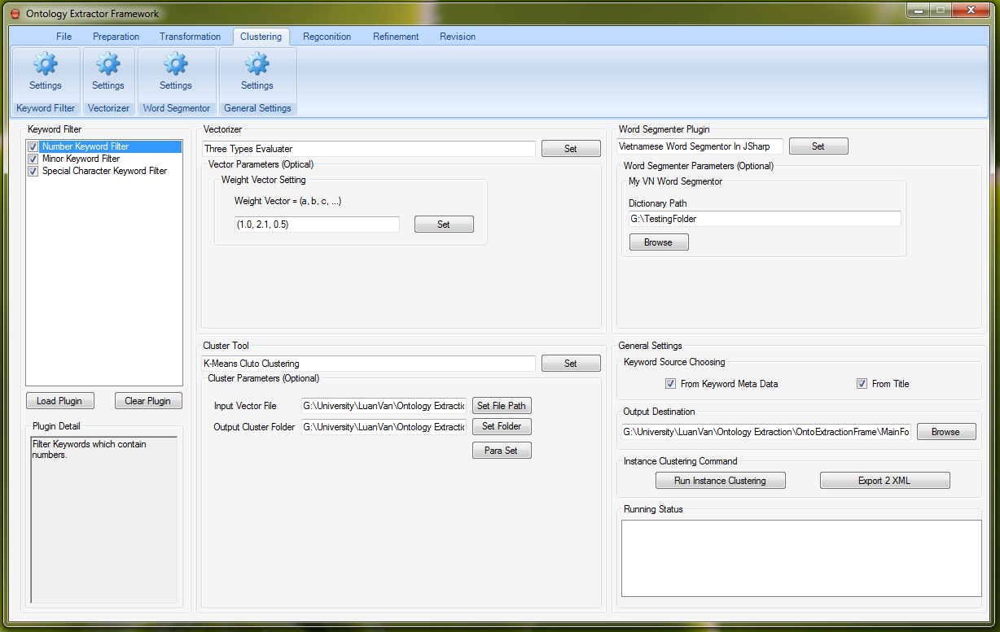 Ontology Extractor Framework
File Preparation Transformation Clustering Regconition Refinement Revision
Settings Settings Settings Settings
Keyword Filter Vectorizer Word Segmentor General Settings
Keyword Filter
Number Keyword Filter
Minor Keyword Filter
Special Character Keyword Filter
Load Plugin Clear Plugin
Plugin Detail
Filter Keywords which contain
numbers.
Vectorizer
Three Types Evaluater Set
Vector Parameters (Optical)
Weight Vector Setting
Weight Vector = (a, b, c, ...)
(1.0, 2.1, 0.5) Set
Cluster Tool
K-Means Cluto Clustering Set
Cluster Parameters (Optional)
Input Vector File G:\University\LuanVan\Ontology Extractic Set File Path
Output Cluster Folder G:\University\LuanVan\Ontology Extractic Set Folder
Para Set
Word Segmenter Plugin
Vietnamese Word Segmentor In JSharp Set
Word Segmenter Parameters (Optional)
My VN Word Segmentor
Dictionary Path
G:\TestingFolder
Browse
General Settings
Keyword Source Choosing
From Keyword Meta Data From Title
Output Destination
G:\University\LuanVan\Ontology Extraction\OntoExtractionFrame\MainFo Browse
Instance Clustering Command
Run Instance Clustering Export 2 XML
Running Status